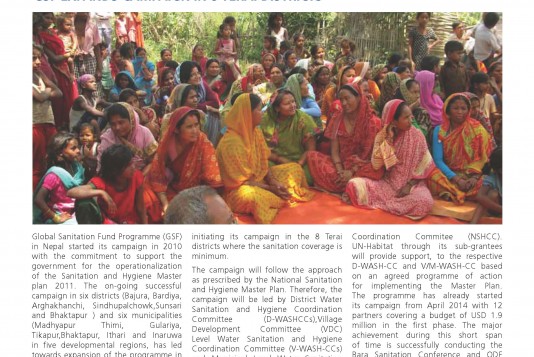 Global Sanitation Fund Programme (GSF)
in Nepal started its campaign in 2010
with the commitment to support the
government for the operationalization
of the Sanitation and Hygiene Master
plan 2011. The on-going successful
campaign in six districts (Bajura, Bardiya,
Arghakhanchi, Sindhupalchowk,Sunsari
and Bhaktapur ) and six municipalities
(Madhyapur Thimi, Gulariya,
Tikapur,Bhaktapur, Ithari and Inaruwa
in five developmental regions, has led
towards expansion of the programme in
initiating its campaign in the 8 Terai
districts where the sanitation coverage is
minimum.
The campaign will follow the approach
as prescribed by the National Sanitation
and Hygiene Master Plan. Therefore, the
campaign will be led by District Water
Sanitation and Hygiene Coordination
Committee (D-WASHCCs),Village
Development Committee (VDC)
Level Water Sanitation and Hygiene
Coordination Committee (V-WASH-CCs)
Coordination Commitee (NSHCC).
UN-Habitat through its sub-grantees
will provide support, to the respective
D-WASH-CC and V/M-WASH-CC based
on an agreed programme of action
for implementing the Master Plan.
The programme has already started
its campaign from April 2014 with 12
partners covering a budget of USD 1.9
million in the first phase. The major
achievement during this short span
of time is successfully conducting the
Bara Sanitation Conference and ODF